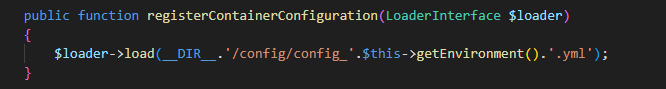 public function registerContainerConfiguration(LoaderInterface $loader)
{
    $loader->load(__DIR__.'/config/config_'.$this->getEnvironment().'.yml');
}